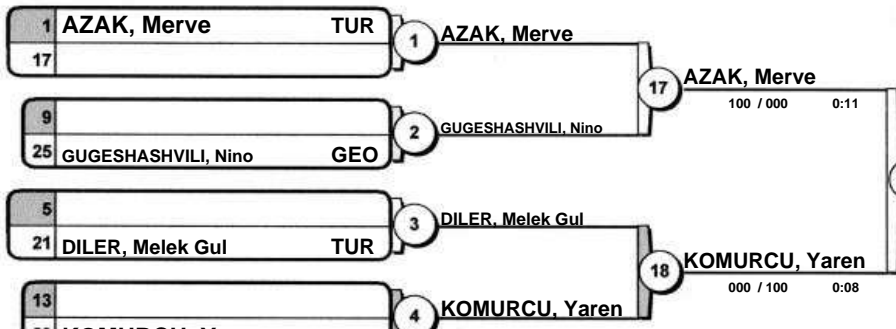 1 AZAK, Merve TUR
17
1 AZAK, Merve
9
25 GUGESHASHVILI, Nino GEO
2 GUGESHASHVILI, Nino
17 AZAK, Merve
100 / 000 0:11
5
21 DILER, Melek Gul TUR
3 DILER, Melek Gul
13
4 KOMURCU, Yaren
18 KOMURCU, Yaren
000 / 100 0:08